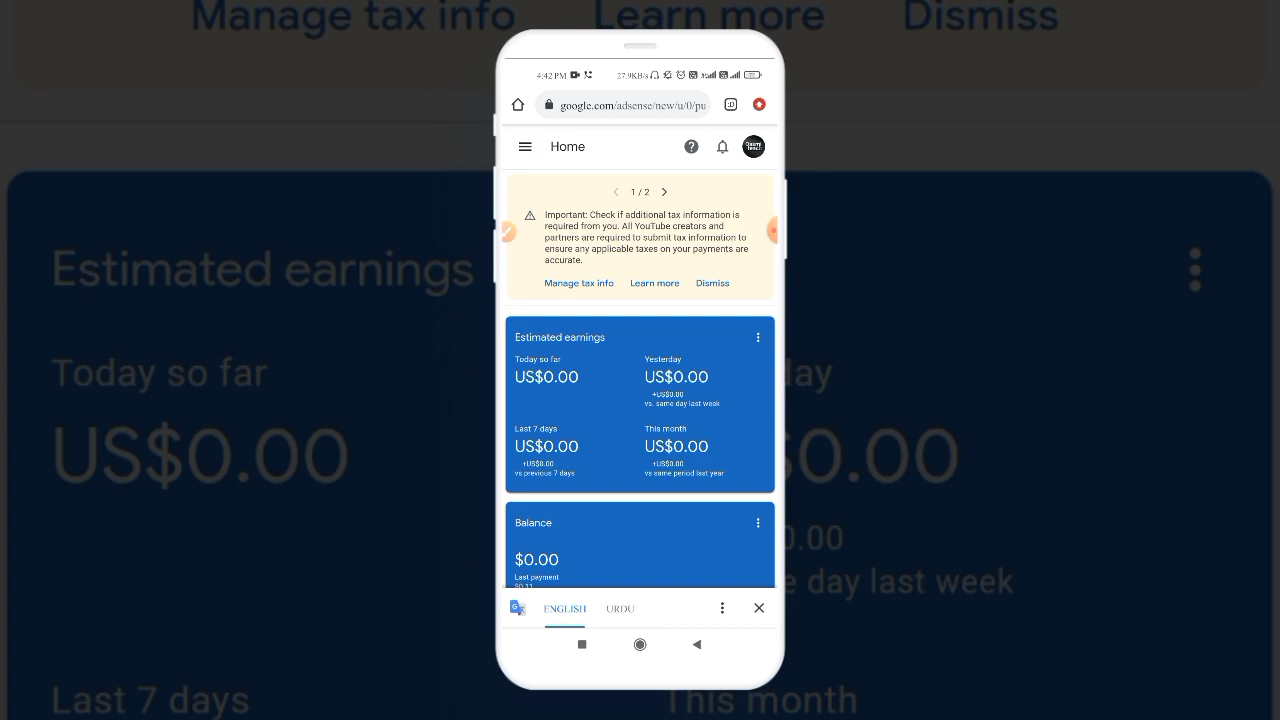 Manage tax info Learn more Dismiss
4:42 PM 27.9KB/s
google.com/adsense/new/u/0/pu :D
Home
1 / 2
Important: Check if additional tax information is
required from you. All YouTube creators and
partners are required to submit tax information to
ensure any applicable taxes on your payments are
accurate.
Manage tax info Learn more Dismiss
Estimated earnings
Today so far Yesterday
US$0.00 US$0.00
+US$0.00
vs. same day last week
Last 7 days This month
US$0.00 US$0.00
+US$0.00 +US$0.00
vs previous 7 days vs same period last year
Balance
$0.00
Last payment
$0.11
ENGLISH URDU
Estimated earnings
Today so far day
US$0.00 $0.00
0.00
e day last week
Last 7 days This month